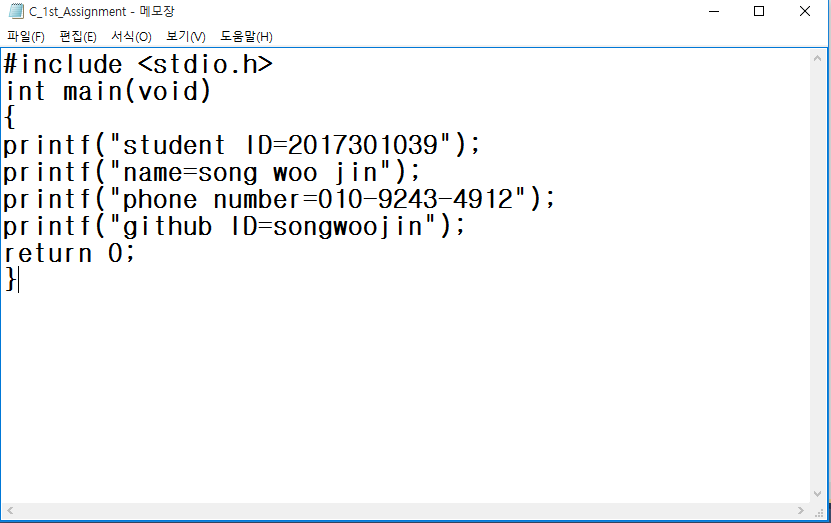 C_1st_Assignment - 메모장
파일(F) 편집(E) 서식(O) 보기(V) 도움말(H)
#include <stdio.h>
int main(void)
{
printf("student ID=2017301039");
printf("name=song woo jin");
printf("phone number=010-9243-4912");
printf("github ID=songwoojin");
return 0;
}